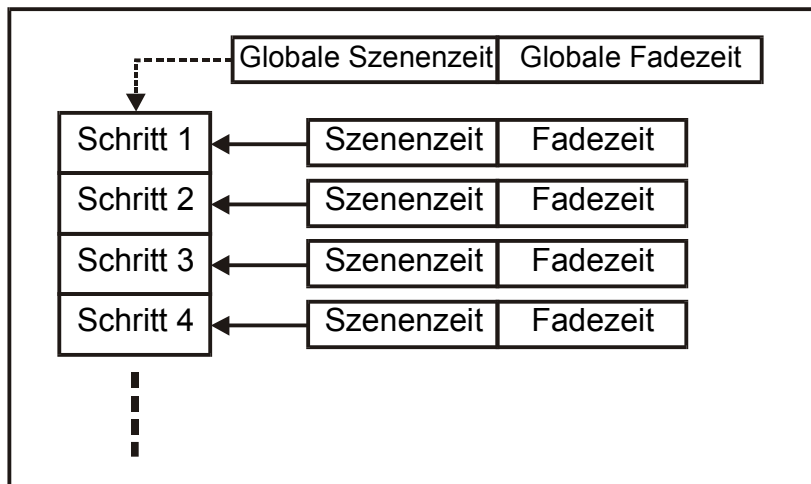 Globale Szenenzeit Globale Fadezeit
Schritt 1 Szenenzeit Fadezeit
Schritt 2 Szenenzeit Fadezeit
Schritt 3 Szenenzeit Fadezeit
Schritt 4 Szenenzeit Fadezeit